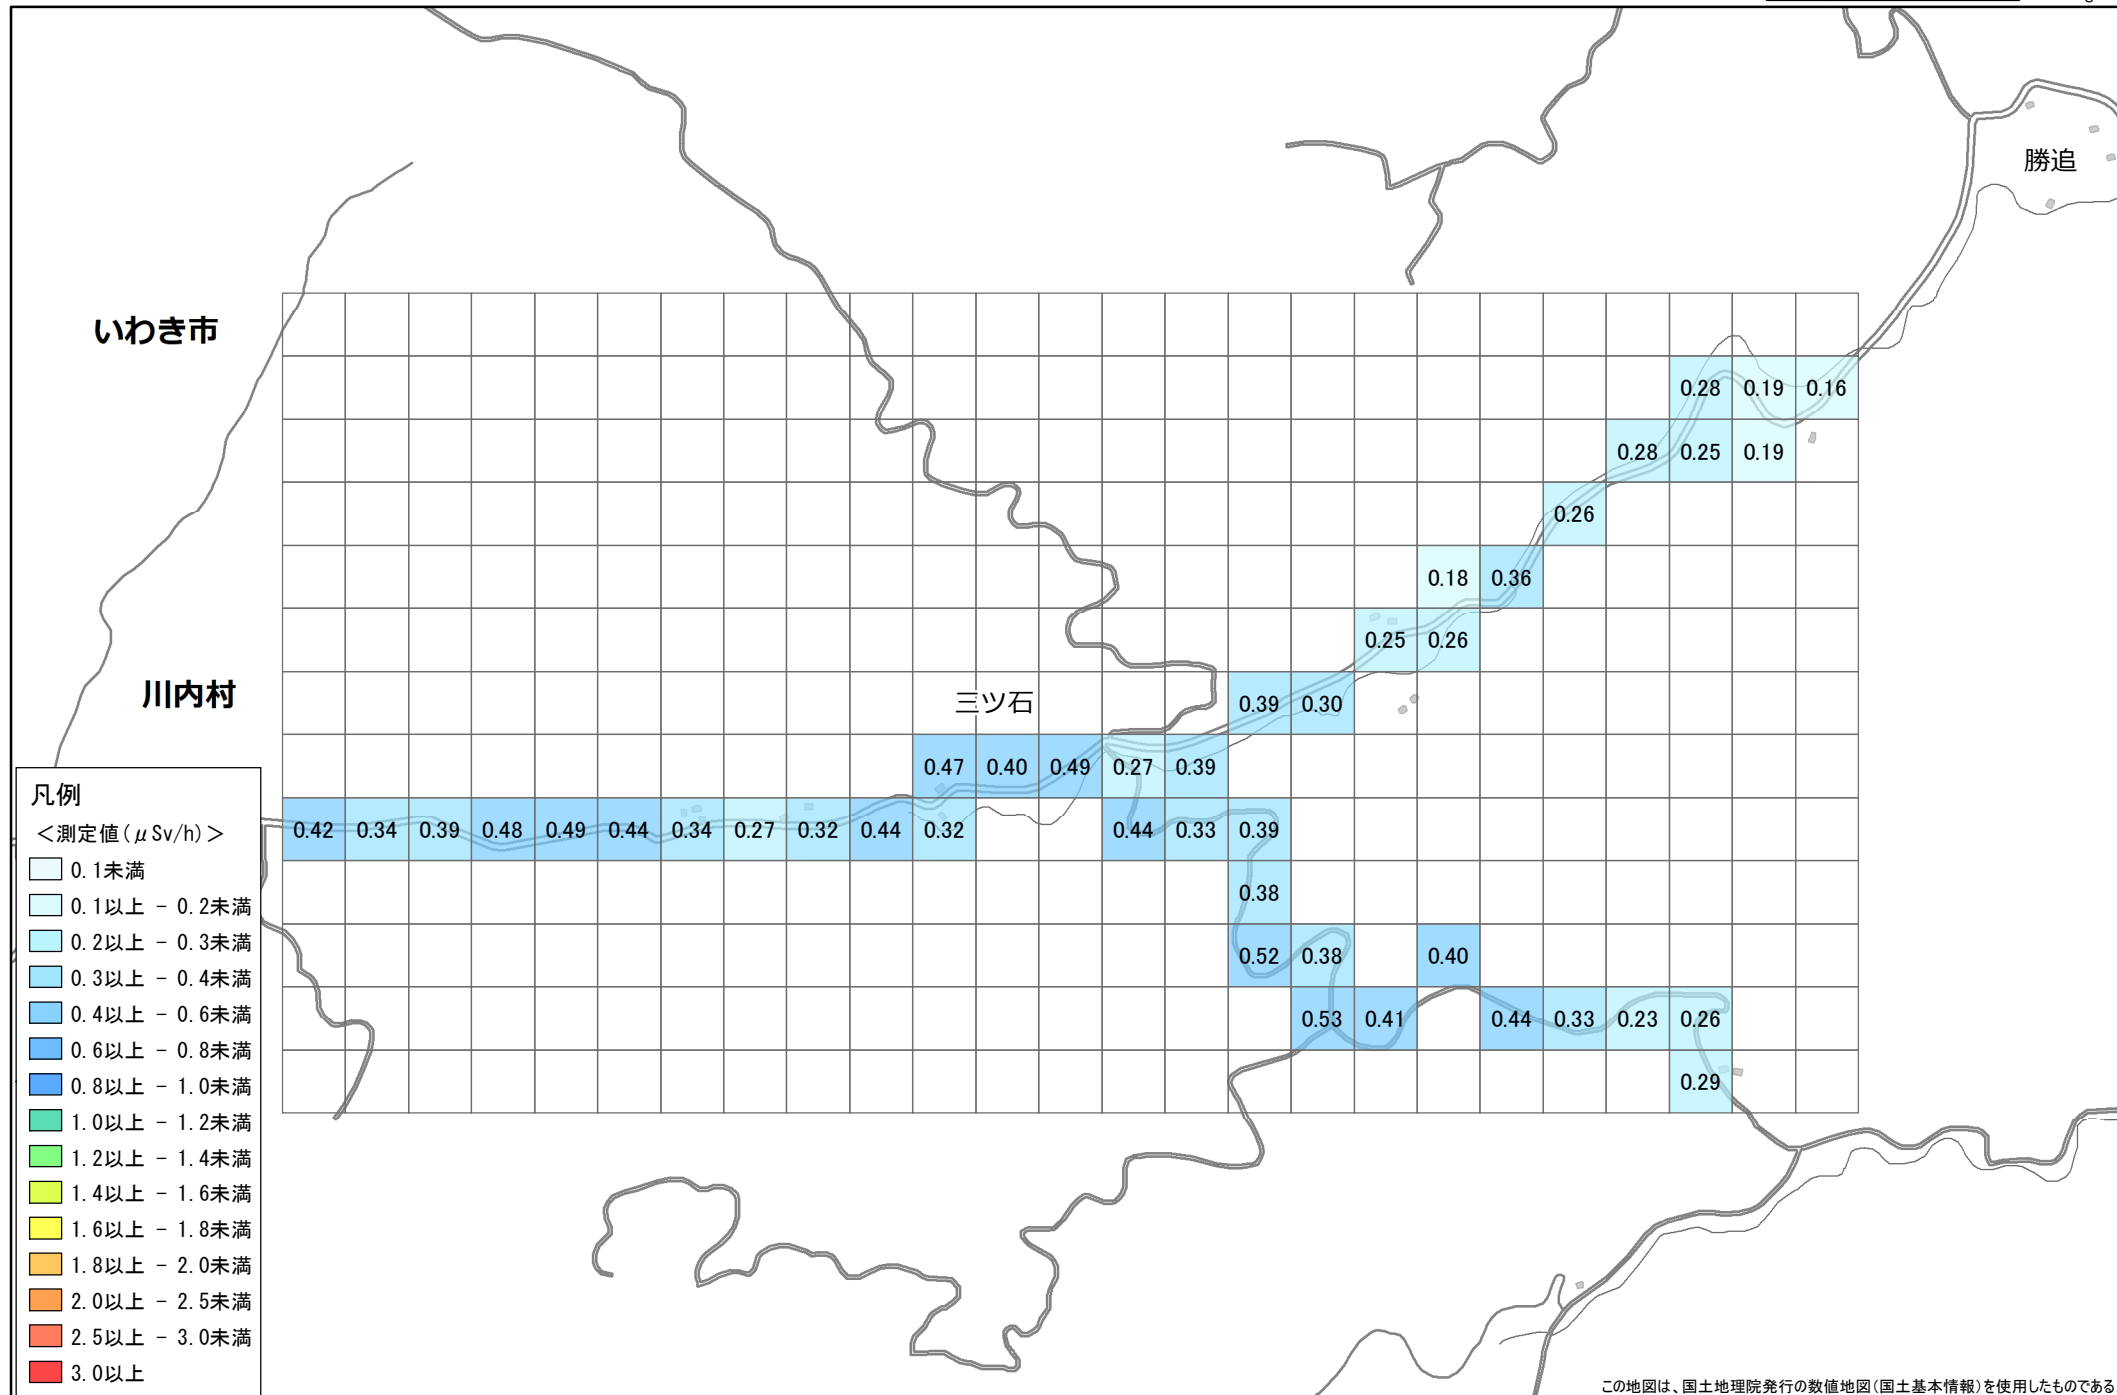 勝追
いわき市
0.28 0.19 0.16
0.28 0.25 0.19
0.26
0.18 0.36
0.25 0.26
川内村
三ツ石
0.39 0.30
0.47 0.40 0.49 0.27 0.39
0.42 0.34 0.39 0.48 0.49 0.44 0.34 0.27 0.32 0.44 0.32 0.44 0.33 0.39
0.38
0.52 0.38 0.40
0.53 0.41 0.44 0.33 0.23 0.26
0.29
凡例
<測定値(μSv/h)>
0.1未満
0.1以上 - 0.2未満
0.2以上 - 0.3未満
0.3以上 - 0.4未満
0.4以上 - 0.6未満
0.6以上 - 0.8未満
0.8以上 - 1.0未満
1.0以上 - 1.2未満
1.2以上 - 1.4未満
1.4以上 - 1.6未満
1.6以上 - 1.8未満
1.8以上 - 2.0未満
2.0以上 - 2.5未満
2.5以上 - 3.0未満
3.0以上
この地図は、国土地理院発行の数値地図(国土基本情報)を使用したものである